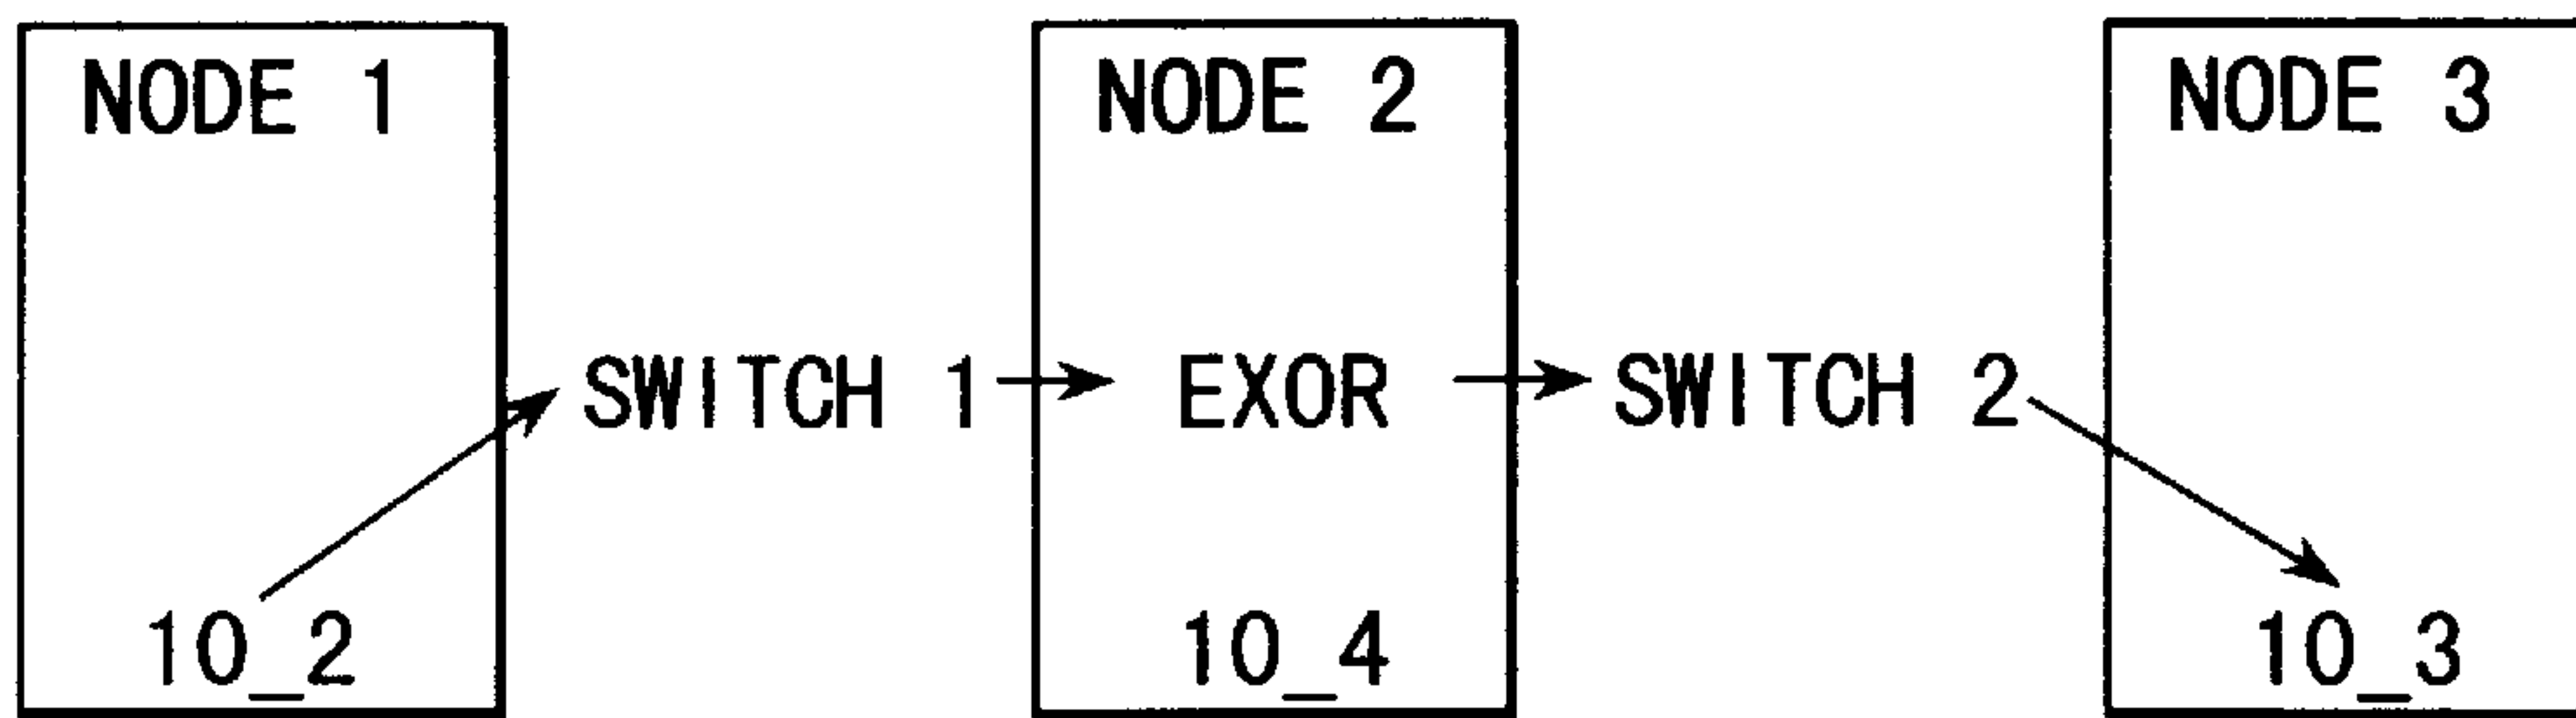 NODE 1
NODE 2
NODE 3
SWITCH 1
EXOR
SWITCH 2
10_2
10_4
10_3